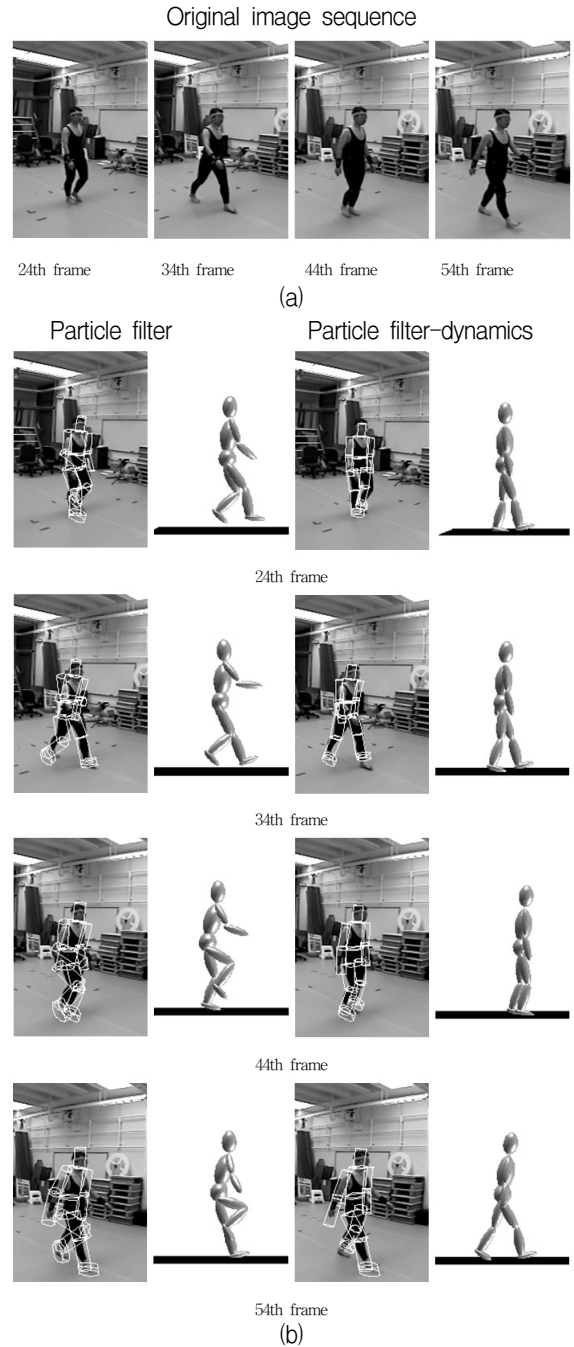 Original image sequence
24th frame 34th frame 44th frame 54th frame
(a)
Particle filter Particle filter-dynamics
24th frame
34th frame
44th frame
54th frame
(b)